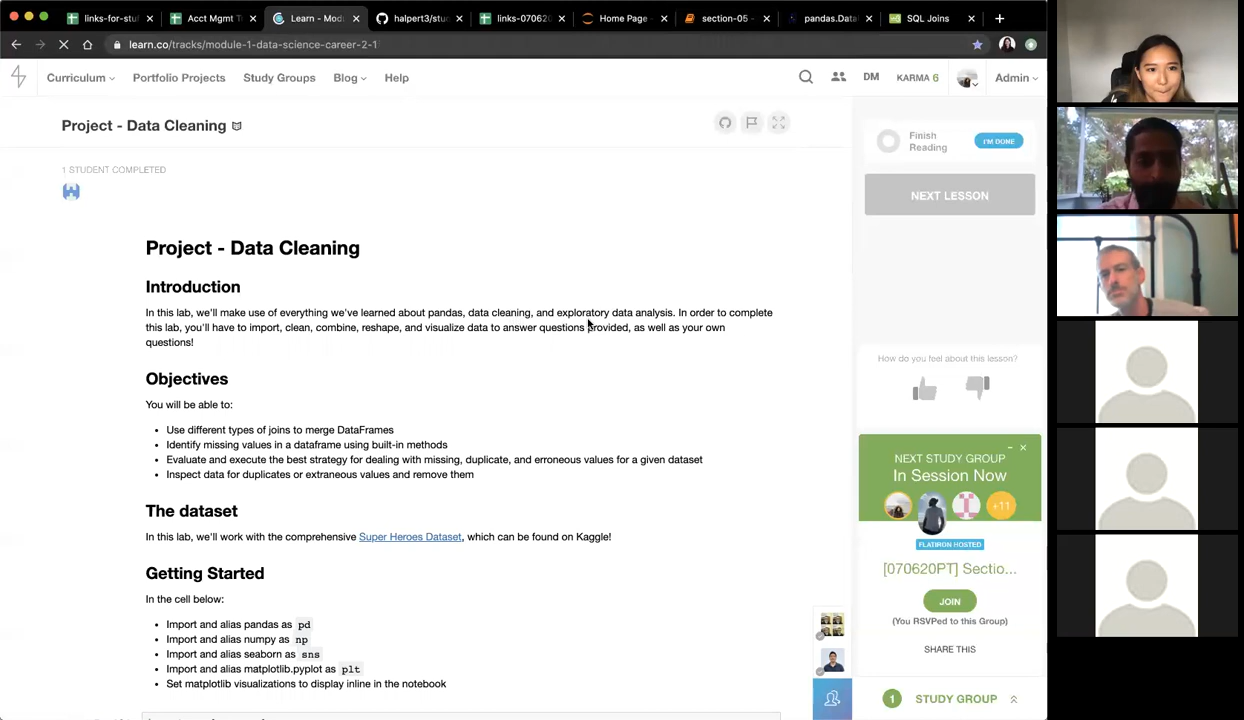 links-for-stu
Acct Mgmt T
Learn - Mod
halpert3/stu
links-07062
Home Page -
section-05 -
pandas.Data
SQL Joins
learn.co/tracks/module-1-data-science-career-2-1
Curriculum
Portfolio Projects
Study Groups
Blog
Help
DM
KARMA 6
Admin
Project - Data Cleaning
Finish
Reading
I'M DONE
1 STUDENT COMPLETED
NEXT LESSON
Project - Data Cleaning
Introduction
In this lab, we'll make use of everything we've learned about pandas, data cleaning, and exploratory data analysis. In order to complete
this lab, you'll have to import, clean, combine, reshape, and visualize data to answer questions provided, as well as your own
questions!
How do you feel about this lesson?
Objectives
You will be able to:
Use different types of joins to merge DataFrames
Identify missing values in a dataframe using built-in methods
Evaluate and execute the best strategy for dealing with missing, duplicate, and erroneous values for a given dataset
Inspect data for duplicates or extraneous values and remove them
NEXT STUDY GROUP
In Session Now
+11
FLATIRON HOSTED
[070620PT] Sectio...
JOIN
(You RSVPed to this Group)
SHARE THIS
The dataset
In this lab, we'll work with the comprehensive Super Heroes Dataset, which can be found on Kaggle!
Getting Started
In the cell below:
Import and alias pandas as pd
Import and alias numpy as np
Import and alias seaborn as sns
Import and alias matplotlib.pyplot as plt
Set matplotlib visualizations to display inline in the notebook
1
STUDY GROUP